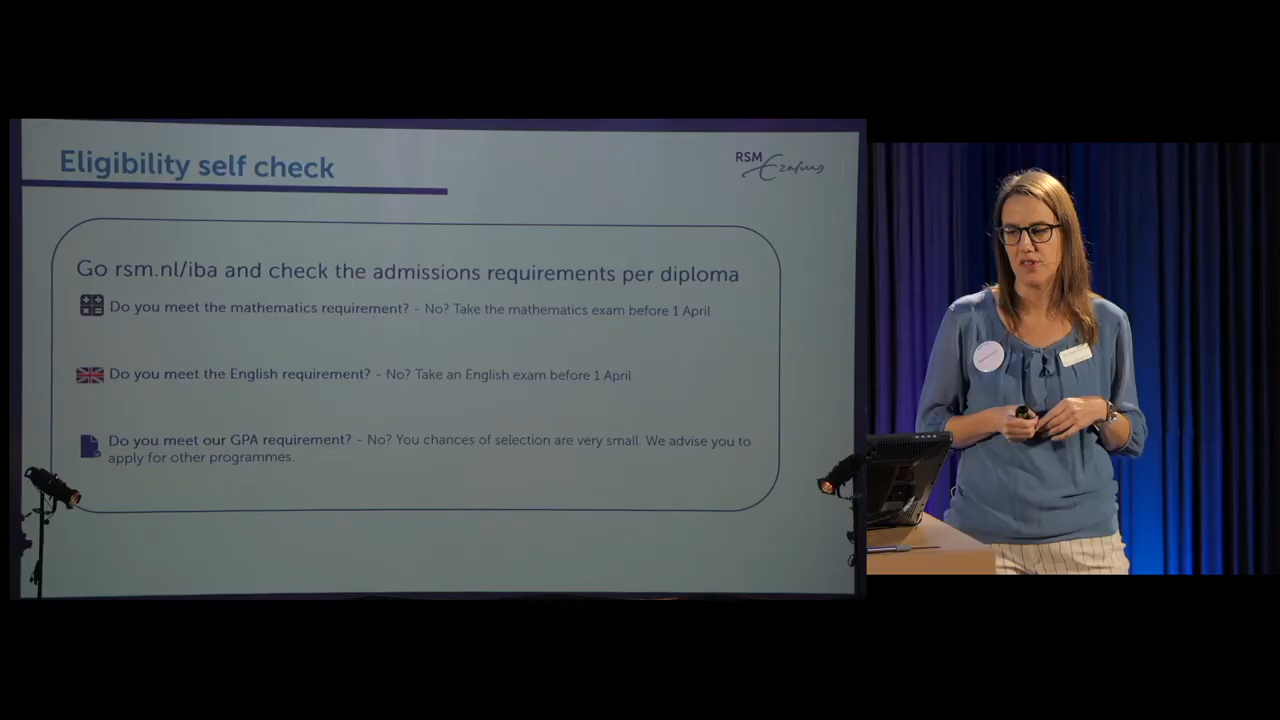 Eligibility self check
RSM
Erasmus
Go rsm.nl/iba and check the admissions requirements per diploma
Do you meet the mathematics requirement? - No? Take the mathematics exam before 1 April
Do you meet the English requirement? - No? Take an English exam before 1 April
Do you meet our GPA requirement? - No? You chances of selection are very small. We advise you to
apply for other programmes.